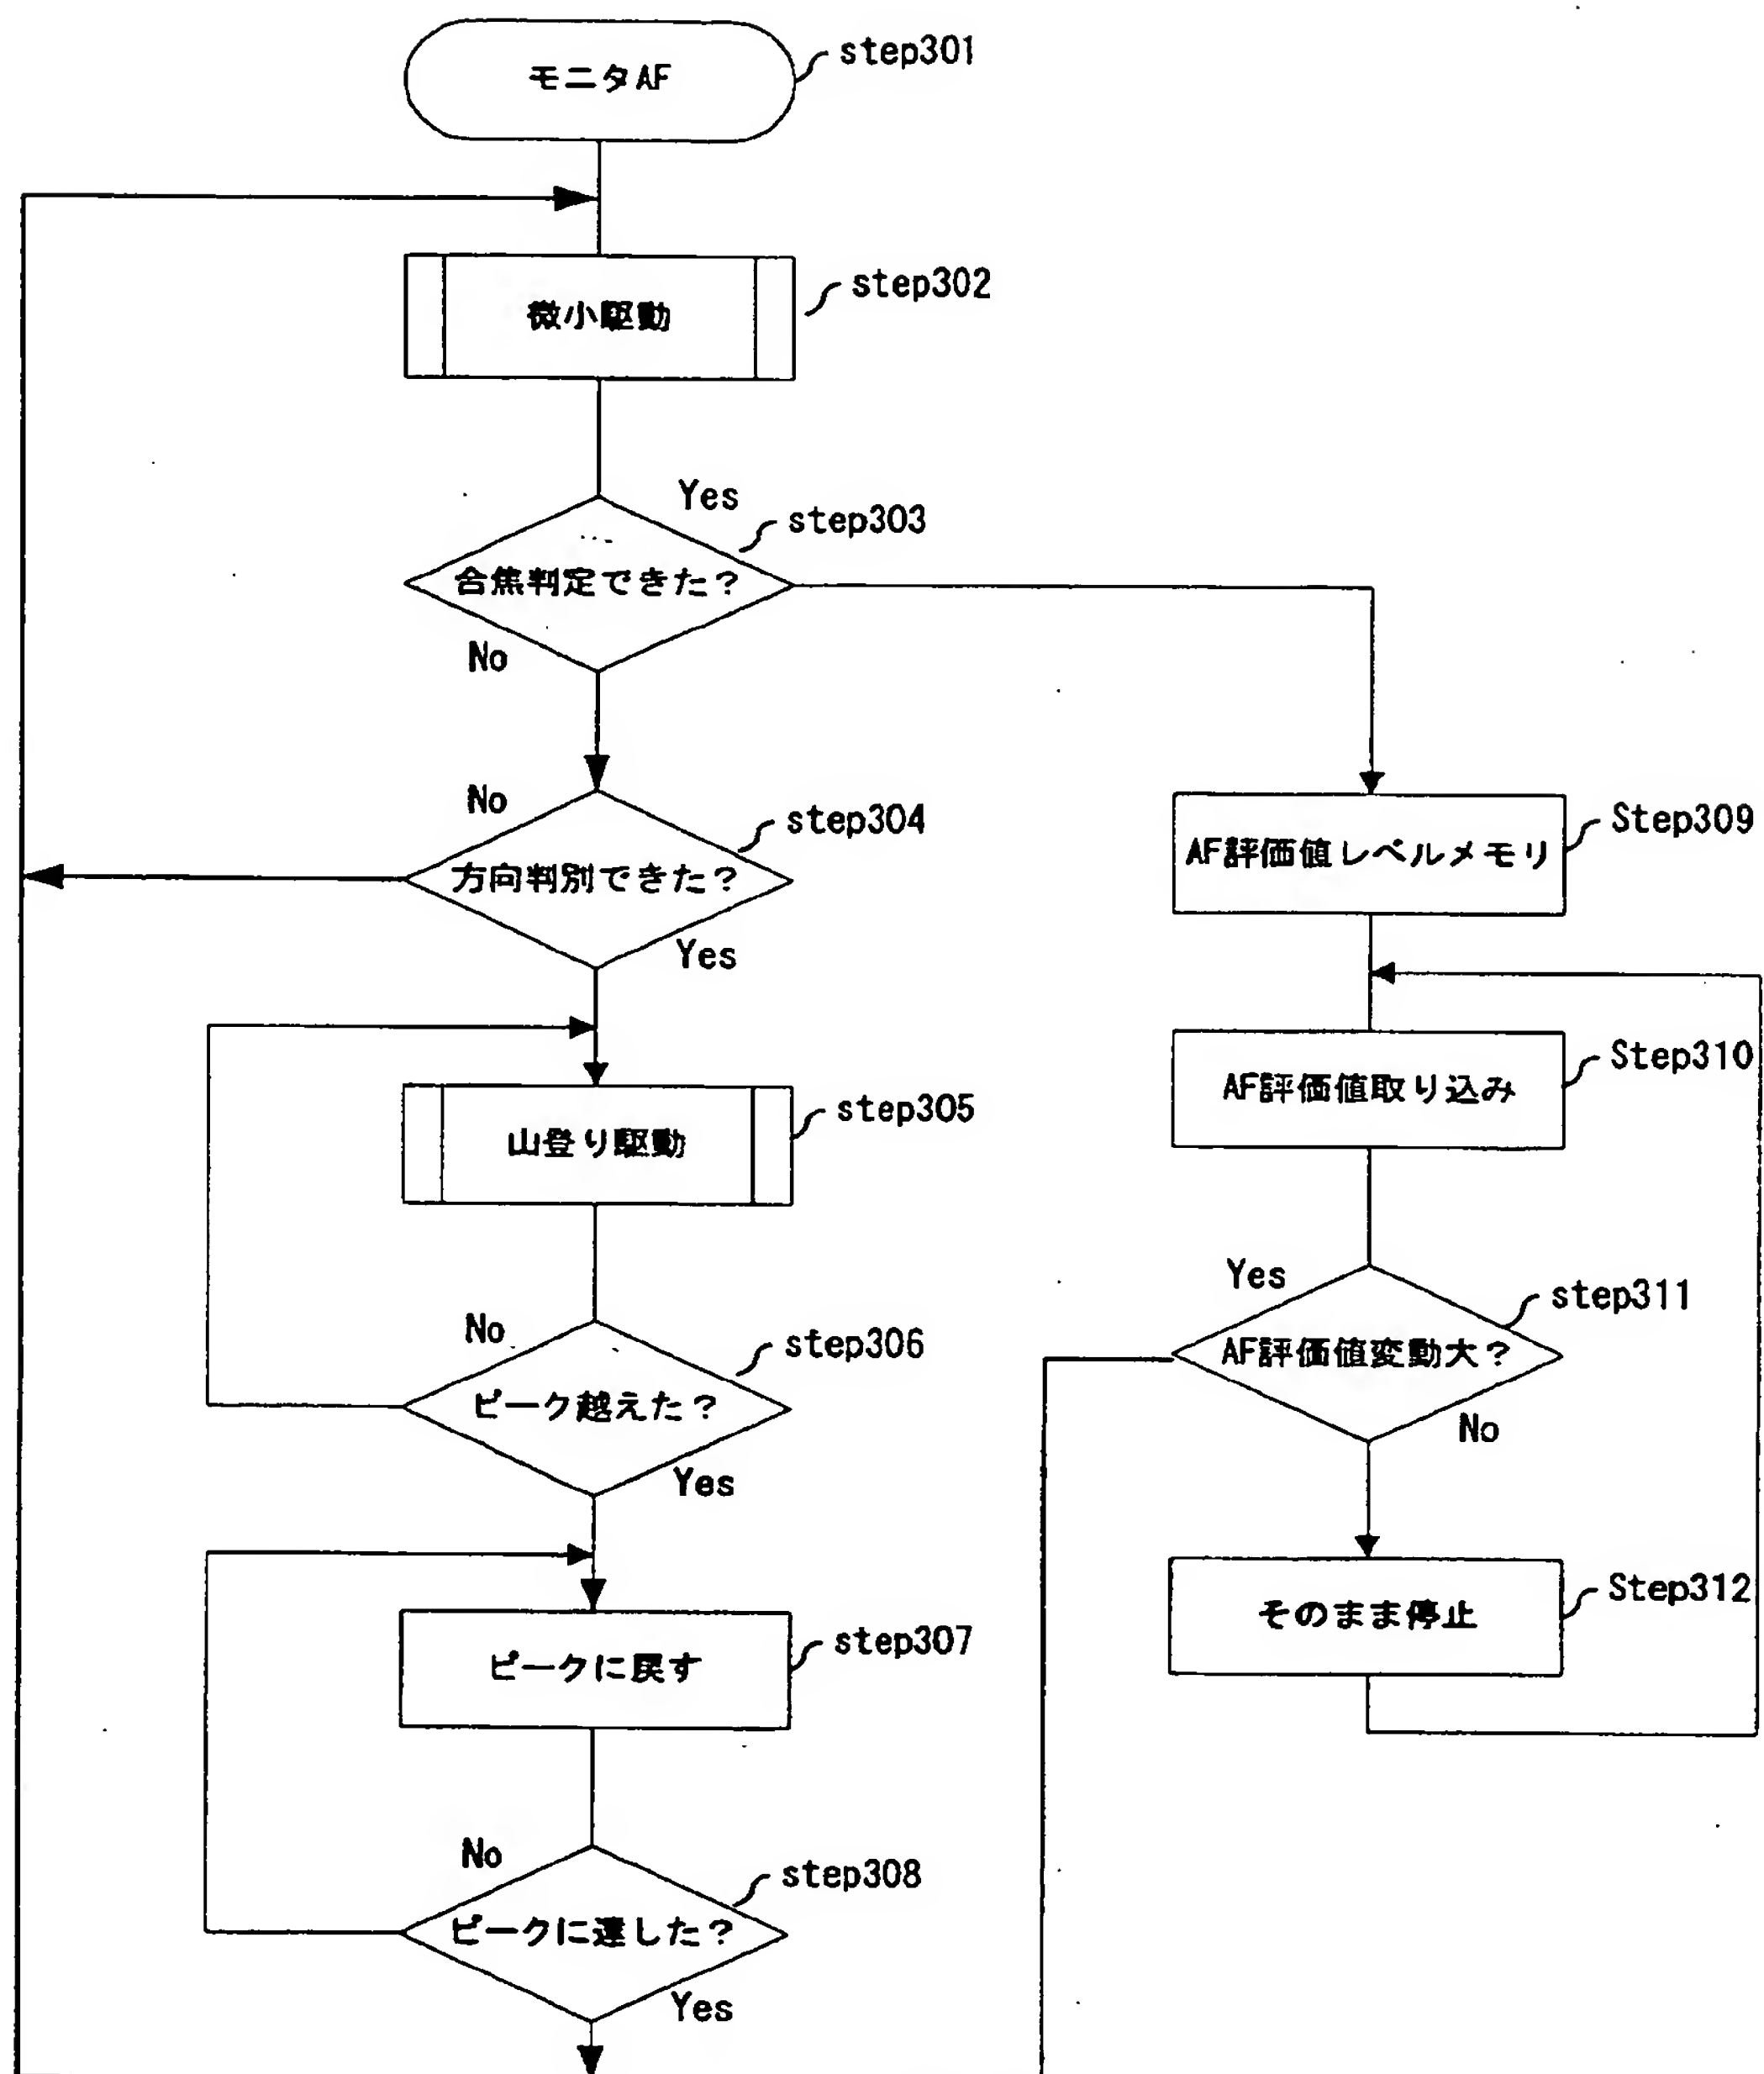 モニタAF
step301
微小駆動
step302
Yes
step303
合焦判定できた?
No
No
step304
方向判別できた?
Yes
山登り駆動
step305
No
step306
ピーク越えた?
Yes
ピークに戻す
step307
No
step308
ピークに達した?
Yes
AF評価値レベルメモリ
Step309
AF評価値取り込み
Step310
Yes
step311
AF評価値変動大?
No
そのまま停止
Step312